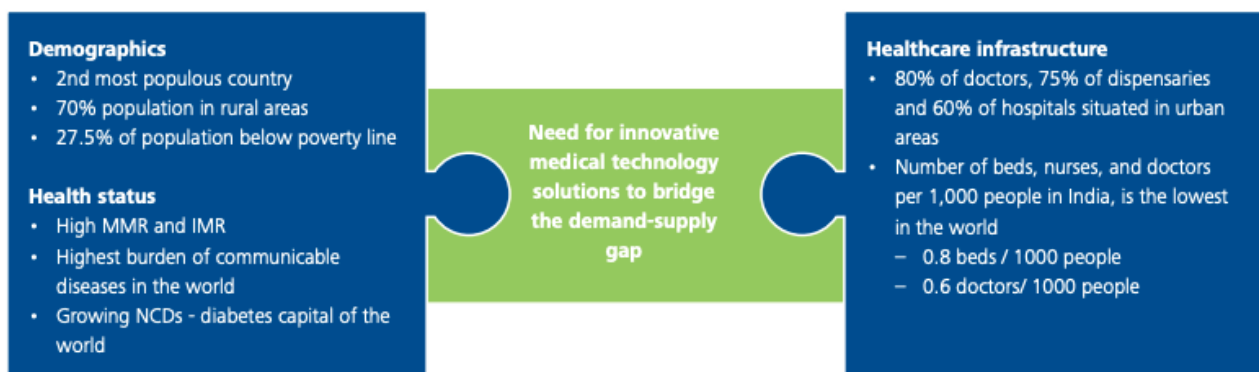 Demographics
• 2nd most populous country
• 70% population in rural areas
• 27.5% of population below poverty line
Health status
• High MMR and IMR
• Highest burden of communicable
diseases in the world
• Growing NCDs - diabetes capital of the
world
Need for innovative
medical technology
solutions to bridge
the demand-supply
gap
Healthcare infrastructure
• 80% of doctors, 75% of dispensaries
and 60% of hospitals situated in urban
areas
• Number of beds, nurses, and doctors
per 1,000 people in India, is the lowest
in the world
– 0.8 beds / 1000 people
– 0.6 doctors/ 1000 people